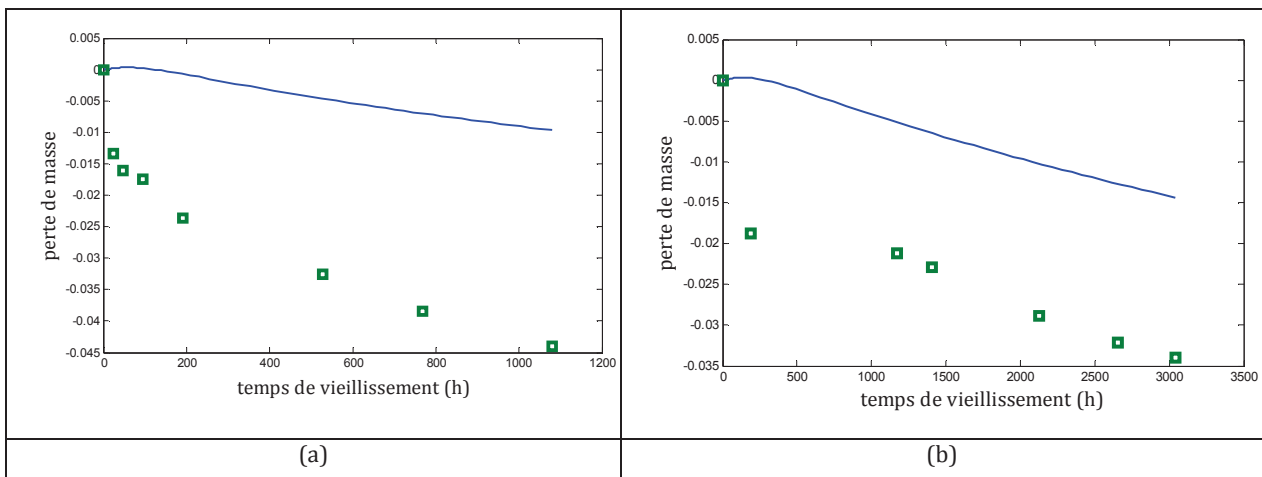 0.005
0
-0.005
-0.01
-0.015
-0.02
-0.025
-0.03
-0.035
-0.04
-0.045
perte de masse
0 200 400 600 800 1000 1200
temps de vieillissement (h)
(a)
0.005
0
-0.005
-0.01
-0.015
-0.02
-0.025
-0.03
-0.035
perte de masse
0 500 1000 1500 2000 2500 3000 3500
temps de vieillissement (h)
(b)